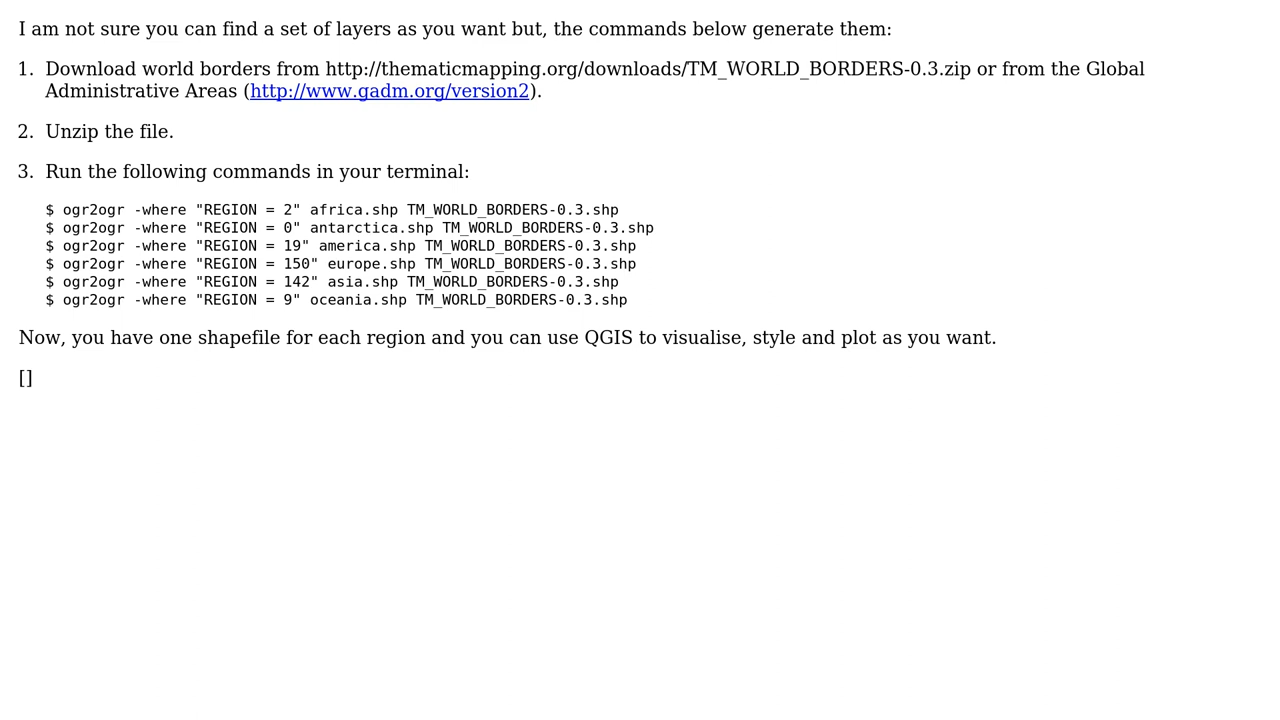 I am not sure you can find a set of layers as you want but, the commands below generate them:
1. Download world borders from http://thematicmapping.org/downloads/TM_WORLD_BORDERS-0.3.zip or from the Global
Administrative Areas (http://www.gadm.org/version2).
2. Unzip the file.
3. Run the following commands in your terminal:
$ ogr2ogr -where "REGION = 2" africa.shp TM_WORLD_BORDERS-0.3.shp
$ ogr2ogr -where "REGION = 0" antarctica.shp TM_WORLD_BORDERS-0.3.shp
$ ogr2ogr -where "REGION = 19" america.shp TM_WORLD_BORDERS-0.3.shp
$ ogr2ogr -where "REGION = 150" europe.shp TM_WORLD_BORDERS-0.3.shp
$ ogr2ogr -where "REGION = 142" asia.shp TM_WORLD_BORDERS-0.3.shp
$ ogr2ogr -where "REGION = 9" oceania.shp TM_WORLD_BORDERS-0.3.shp
Now, you have one shapefile for each region and you can use QGIS to visualise, style and plot as you want.
[]